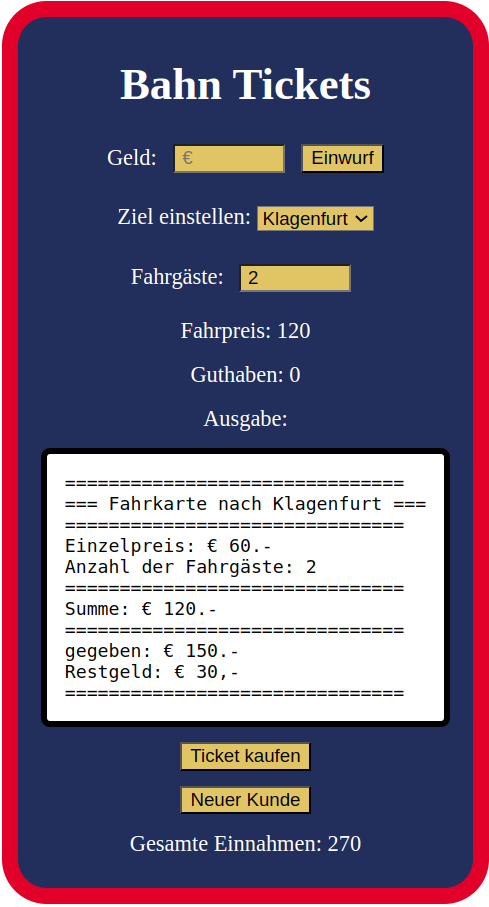 Bahn Tickets
Geld: € Einwurf
Ziel einstellen: Klagenfurt
Fahrgäste: 2
Fahrpreis: 120
Guthaben: 0
Ausgabe:
===============================
=== Fahrkarte nach Klagenfurt ===
===============================
Einzelpreis: € 60.-
Anzahl der Fahrgäste: 2
===============================
Summe: € 120.-
===============================
gegeben: € 150.-
Restgeld: € 30,-
===============================
Ticket kaufen
Neuer Kunde
Gesamte Einnahmen: 270